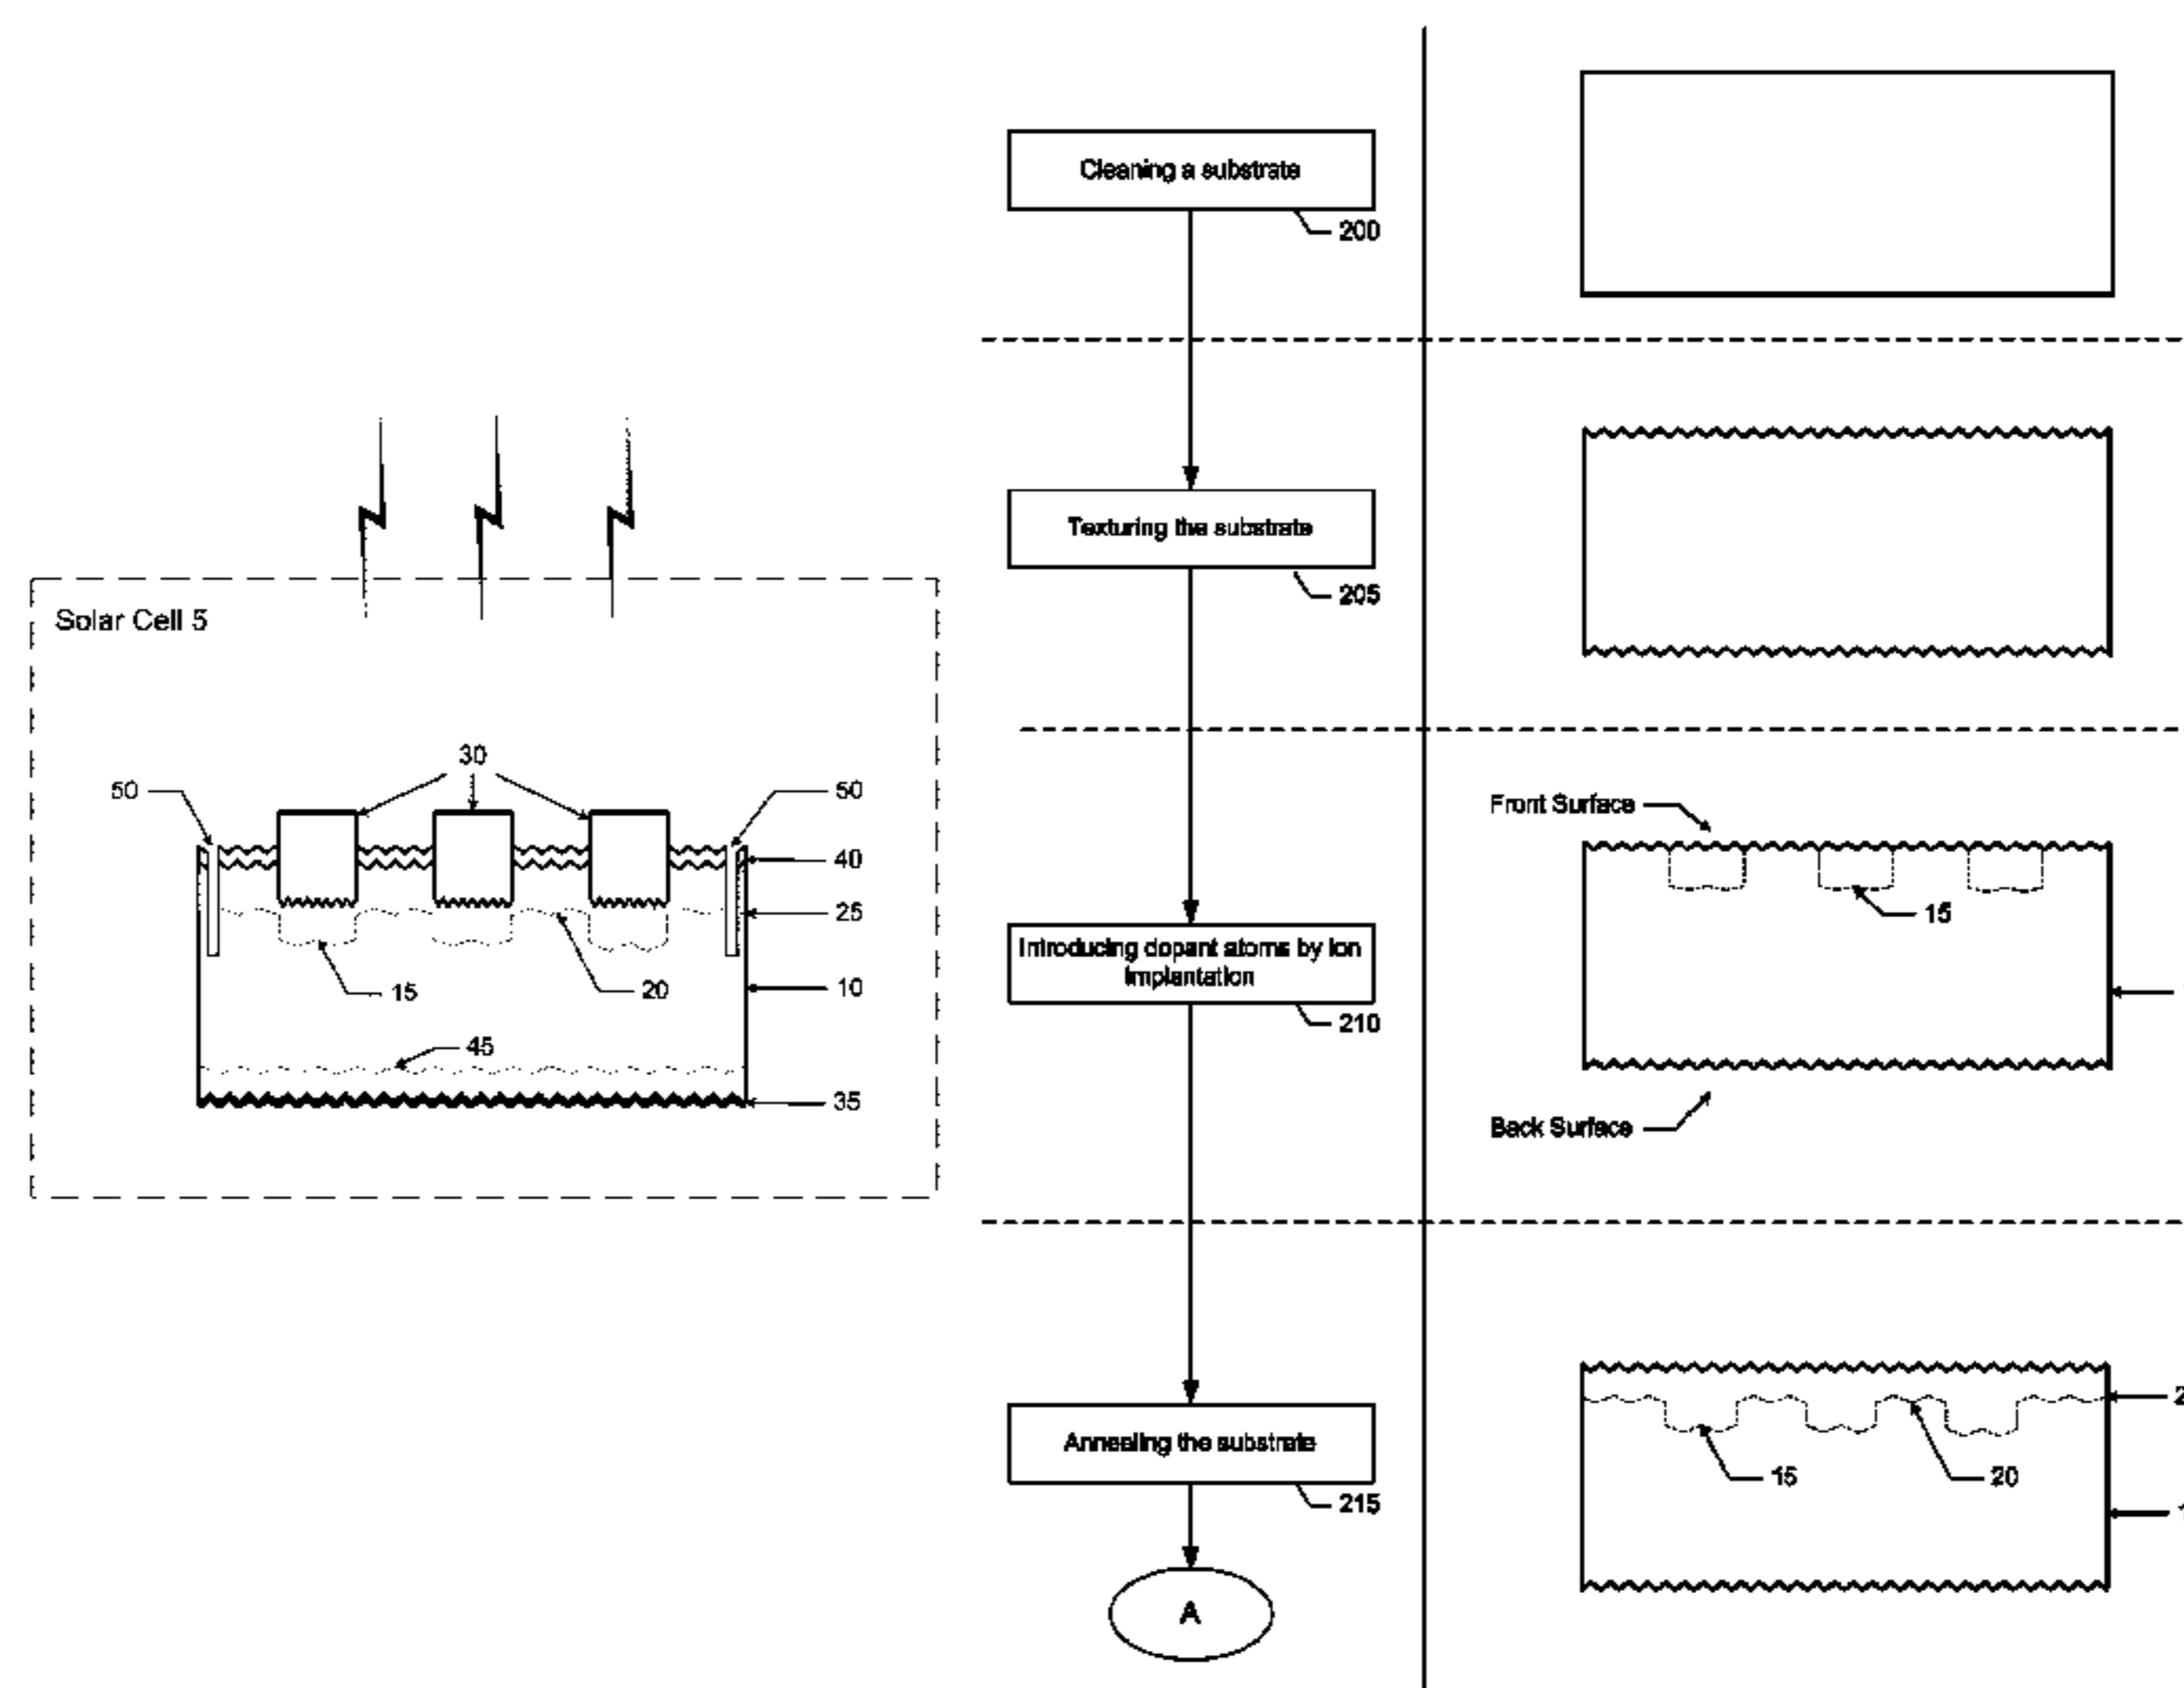 Solar Cell 5
30
50
50
40
25
15
20
10
45
35
Cleaning a substrate
200
Texturing the substrate
205
Introducing dopant atoms by ion
implantation
210
Annealing the substrate
215
A
Front Surface
15
Back Surface
15
20